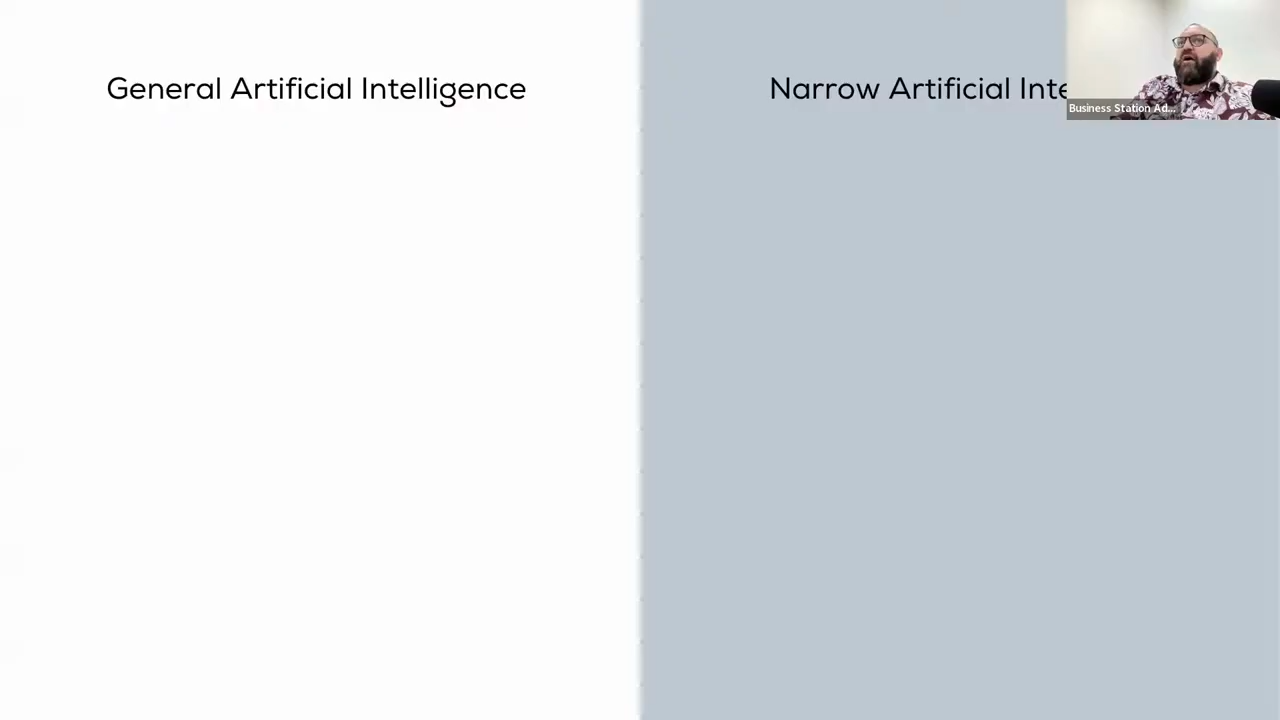 General Artificial Intelligence
Narrow Artificial Inte
Business Station Ad...